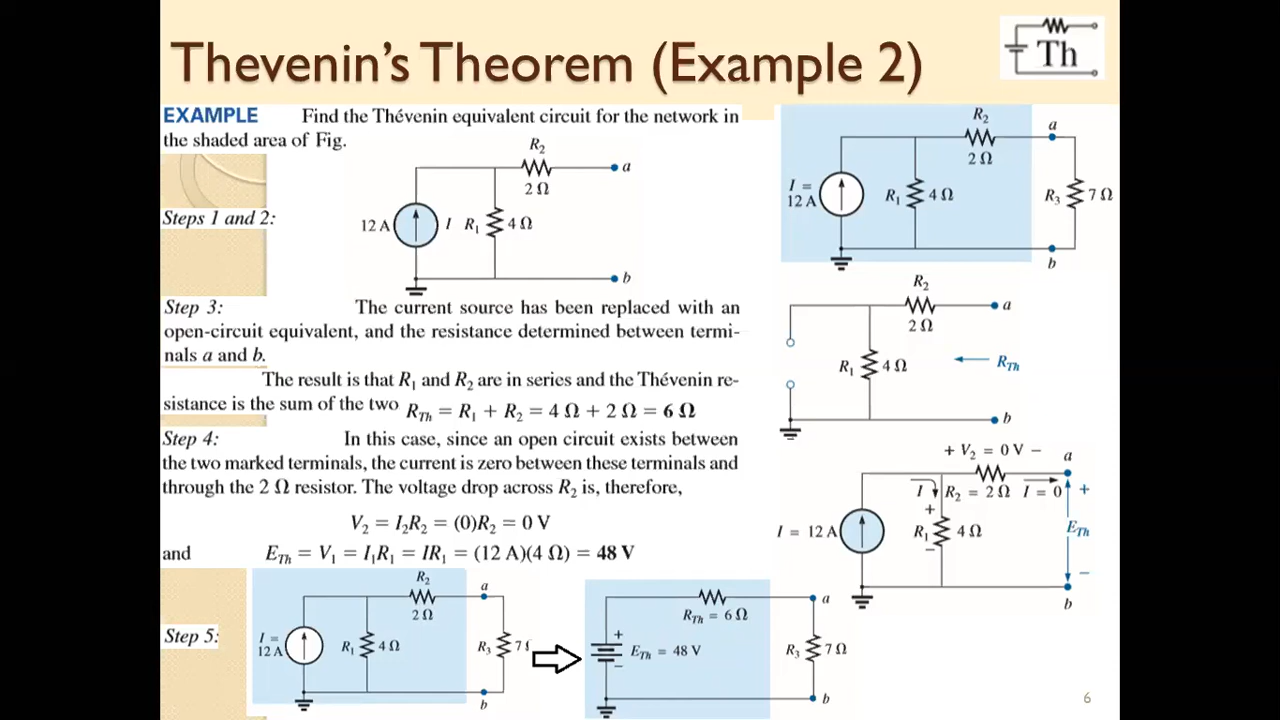 Thevenin's Theorem (Example 2)
Th
EXAMPLE Find the Thévenin equivalent circuit for the network in
the shaded area of Fig.
R₂
2 Ω
a
12 A
I
R₁
4 Ω
b
Steps 1 and 2:
R₂
2 Ω
a
I =
12 A
R₁
4 Ω
R₃
7 Ω
b
Step 3: The current source has been replaced with an
open-circuit equivalent, and the resistance determined between termi-
nals a and b.
The result is that R₁ and R₂ are in series and the Thévenin re-
sistance is the sum of the two R_Th = R₁ + R₂ = 4 Ω + 2 Ω = 6 Ω
R₂
2 Ω
a
R₁
4 Ω
R_Th
b
Step 4: In this case, since an open circuit exists between
the two marked terminals, the current is zero between these terminals and
through the 2 Ω resistor. The voltage drop across R₂ is, therefore,
V₂ = I₂R₂ = (0)R₂ = 0 V
and E_Th = V₁ = I₁R₁ = IR₁ = (12 A)(4 Ω) = 48 V
+ V₂ = 0 V −
a
I
R₂ = 2 Ω
I = 0
+
+
I = 12 A
R₁
4 Ω
E_Th
−
−
b
Step 5:
R₂
2 Ω
a
I =
12 A
R₁
4 Ω
R₃
b
R_Th = 6 Ω
a
+
E_Th = 48 V
−
R₃
7 Ω
b
6